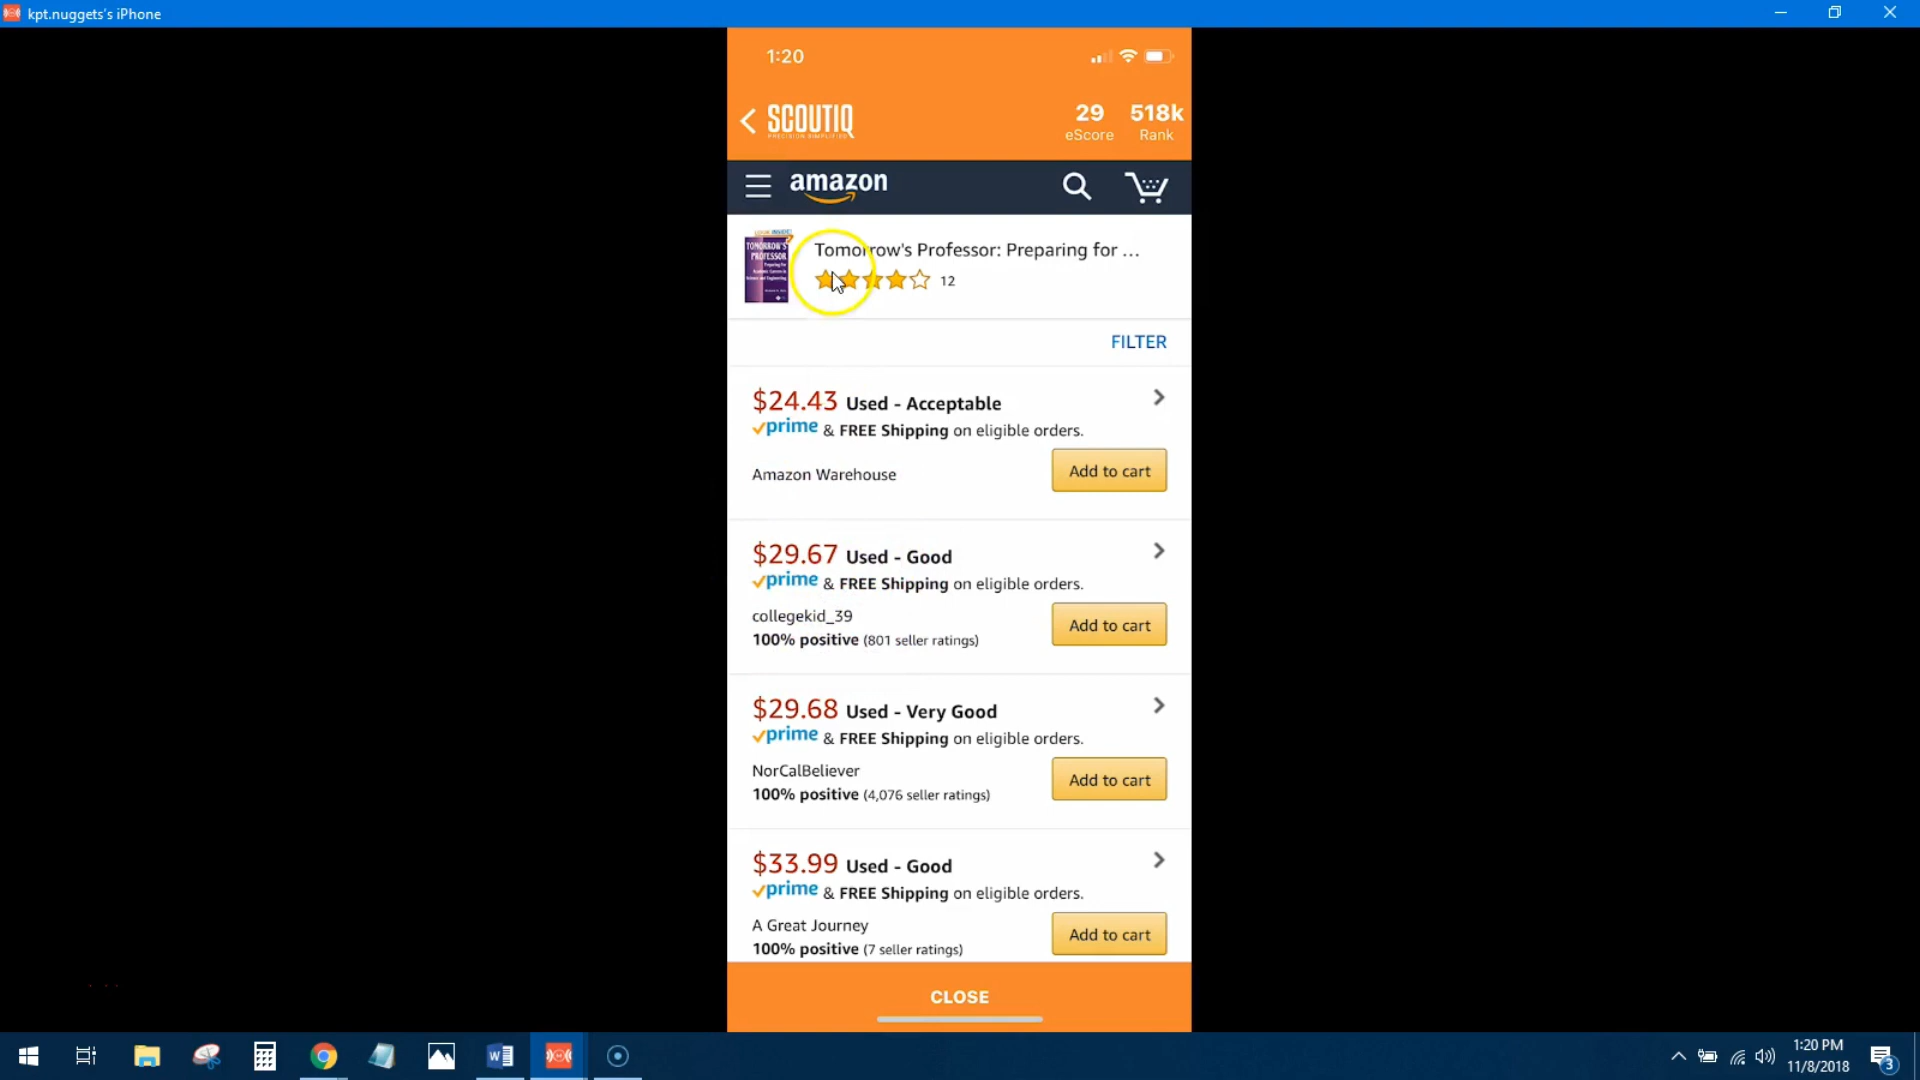 kpt.nuggets's iPhone
1:20
SCOUTIQ
PRECISION SIMPLIFIED
29
eScore
518k
Rank
amazon
TOMORROW'S
PROFESSOR
Tomorrow's Professor: Preparing for ...
12
FILTER
$24.43 Used - Acceptable
prime & FREE Shipping on eligible orders.
Amazon Warehouse
Add to cart
$29.67 Used - Good
prime & FREE Shipping on eligible orders.
collegekid_39
100% positive (801 seller ratings)
Add to cart
$29.68 Used - Very Good
prime & FREE Shipping on eligible orders.
NorCalBeliever
100% positive (4,076 seller ratings)
Add to cart
$33.99 Used - Good
prime & FREE Shipping on eligible orders.
A Great Journey
100% positive (7 seller ratings)
Add to cart
CLOSE
1:20 PM
11/8/2018
3